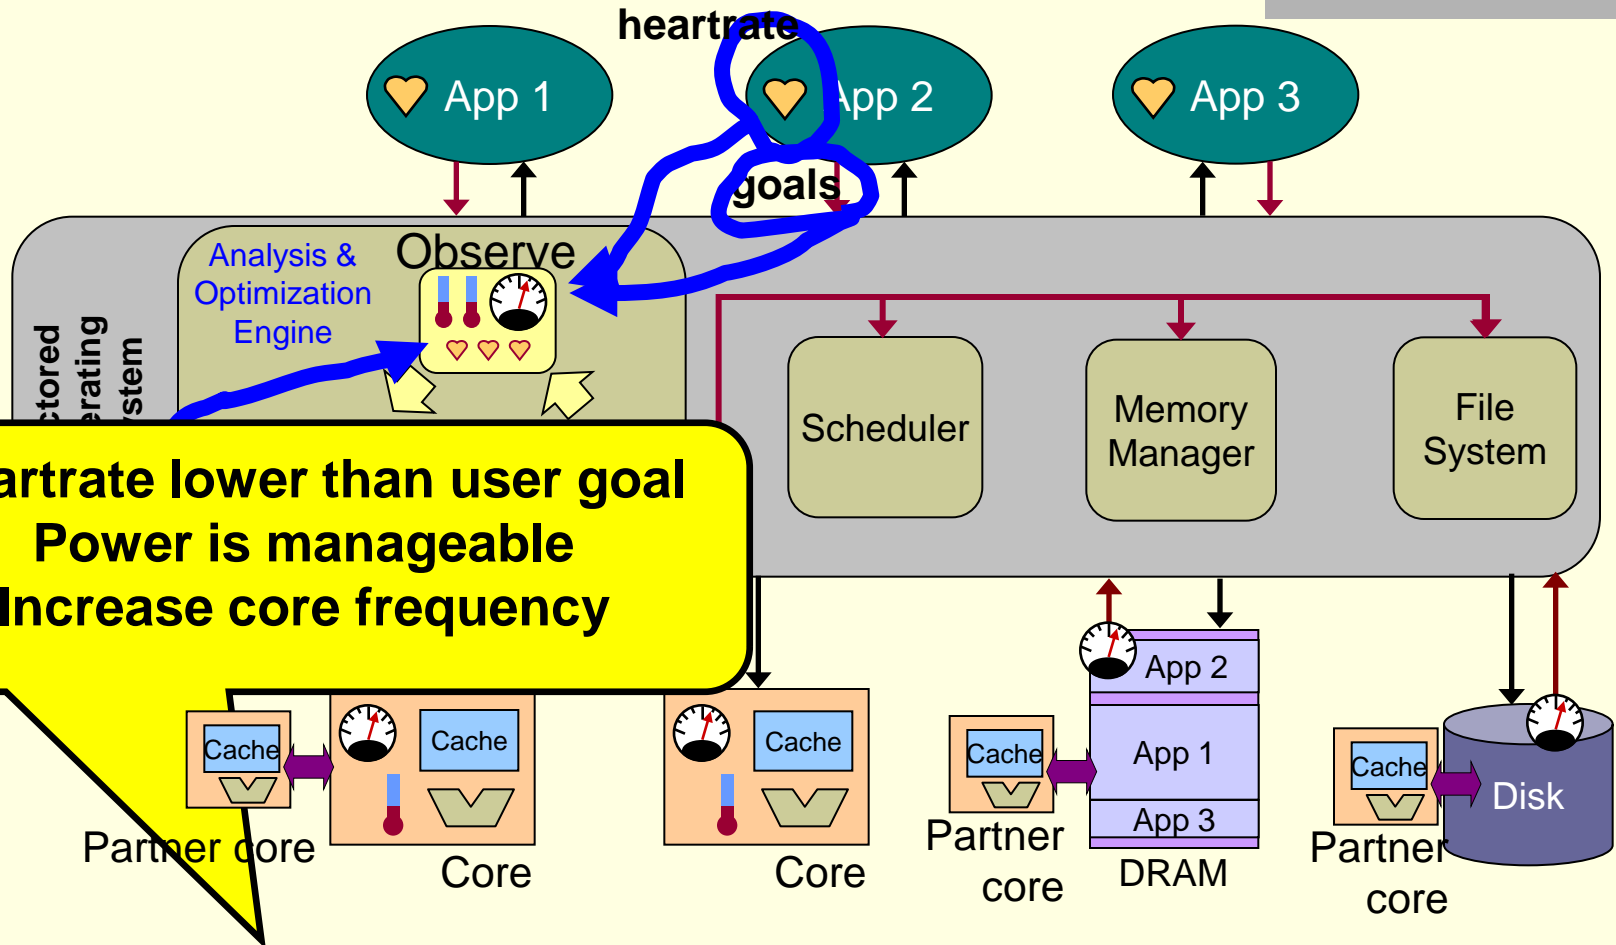 heartrate
App 1
App 2
App 3
goals
Analysis &
Optimization
Engine
Observe
ctored
erating
ystem
Scheduler
Memory
Manager
File
System
artrate lower than user goal
Power is manageable
Increase core frequency
Cache
Cache
Cache
Cache
Cache
App 2
App 1
App 3
Disk
Partner core
Core
Core
Partner
core
DRAM
Partner
core